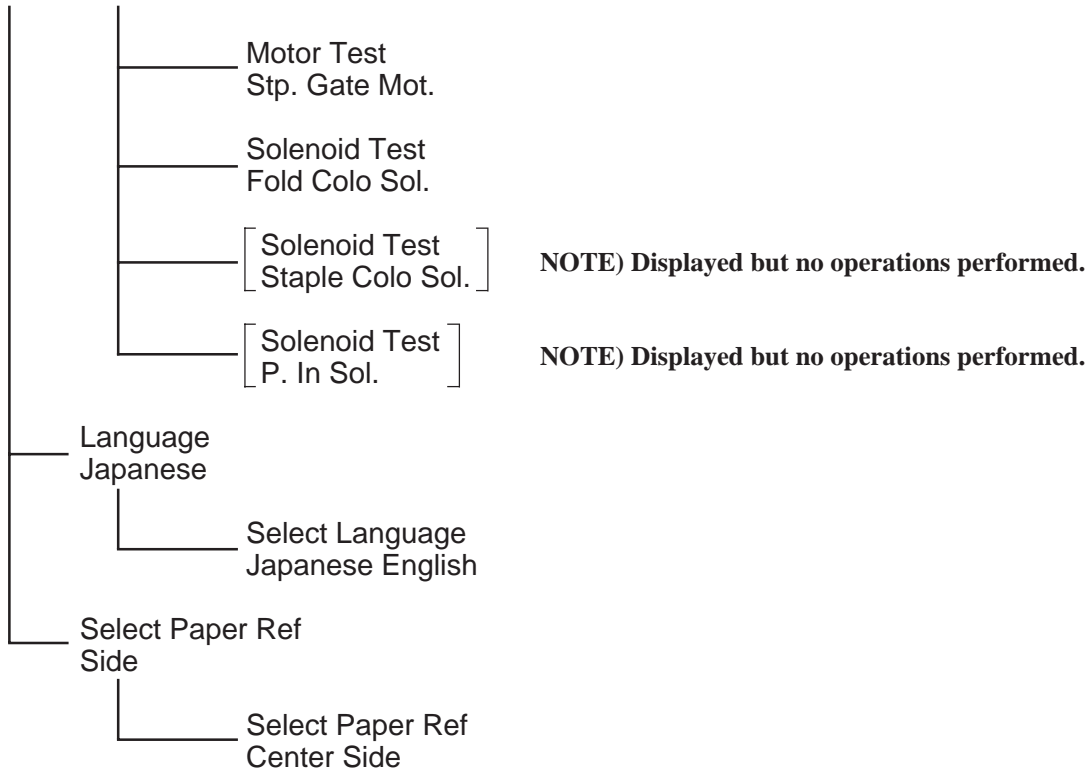 Motor Test
Stp. Gate Mot.
Solenoid Test
Fold Colo Sol.
Solenoid Test
Staple Colo Sol.
NOTE) Displayed but no operations performed.
Solenoid Test
P. In Sol.
NOTE) Displayed but no operations performed.
Language
Japanese
Select Language
Japanese English
Select Paper Ref
Side
Select Paper Ref
Center Side